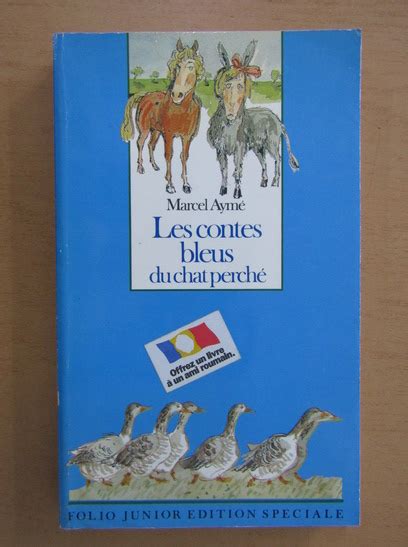 Marcel Aymé
Les contes
bleus
du chat perché
Offrez un livre
à un ami roumain.
FOLIO JUNIOR EDITION SPECIALE